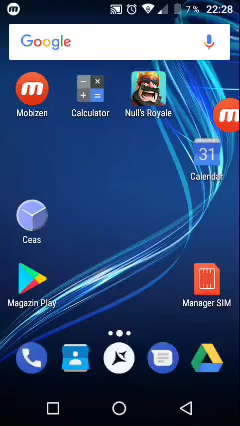 7 % 22:28
Google
Mobizen
Calculator
Null's Royale
31
Calendar
Ceas
Magazin Play
Manager SIM